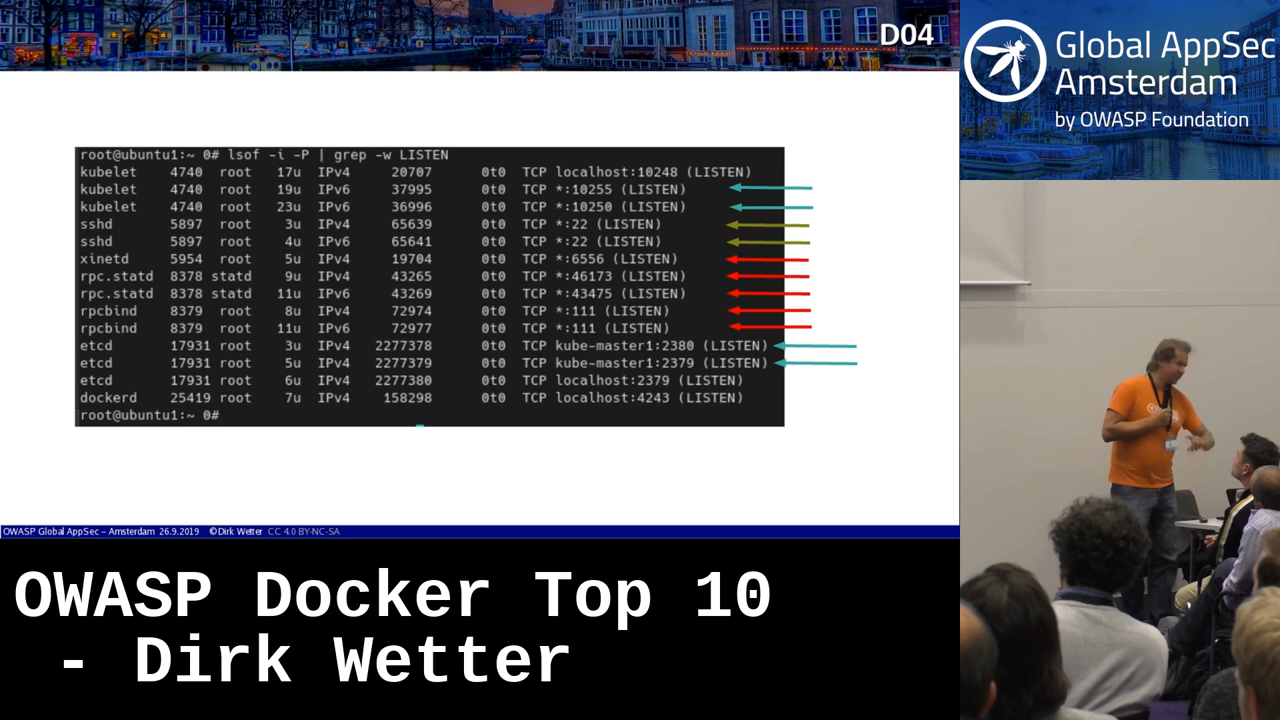 D04
Global AppSec
Amsterdam
by OWASP Foundation
root@ubuntu1:~ 0# lsof -i -P | grep -w LISTEN
kubelet 4740 root 17u IPv4 20707 0t0 TCP localhost:10248 (LISTEN)
kubelet 4740 root 19u IPv6 37995 0t0 TCP *:10255 (LISTEN)
kubelet 4740 root 23u IPv6 36996 0t0 TCP *:10250 (LISTEN)
sshd 5897 root 3u IPv4 65639 0t0 TCP *:22 (LISTEN)
sshd 5897 root 4u IPv6 65641 0t0 TCP *:22 (LISTEN)
xinetd 5954 root 5u IPv4 19704 0t0 TCP *:6556 (LISTEN)
rpc.statd 8378 statd 9u IPv4 43265 0t0 TCP *:46173 (LISTEN)
rpc.statd 8378 statd 11u IPv6 43269 0t0 TCP *:43475 (LISTEN)
rpcbind 8379 root 8u IPv4 72974 0t0 TCP *:111 (LISTEN)
rpcbind 8379 root 11u IPv6 72977 0t0 TCP *:111 (LISTEN)
etcd 17931 root 3u IPv4 2277378 0t0 TCP kube-master1:2380 (LISTEN)
etcd 17931 root 5u IPv4 2277379 0t0 TCP kube-master1:2379 (LISTEN)
etcd 17931 root 6u IPv4 2277380 0t0 TCP localhost:2379 (LISTEN)
dockerd 25419 root 7u IPv4 158298 0t0 TCP localhost:4243 (LISTEN)
root@ubuntu1:~ 0#
OWASP Global AppSec – Amsterdam 26.9.2019 ©Dirk Wetter CC 4.0 BY-NC-SA
OWASP Docker Top 10
- Dirk Wetter